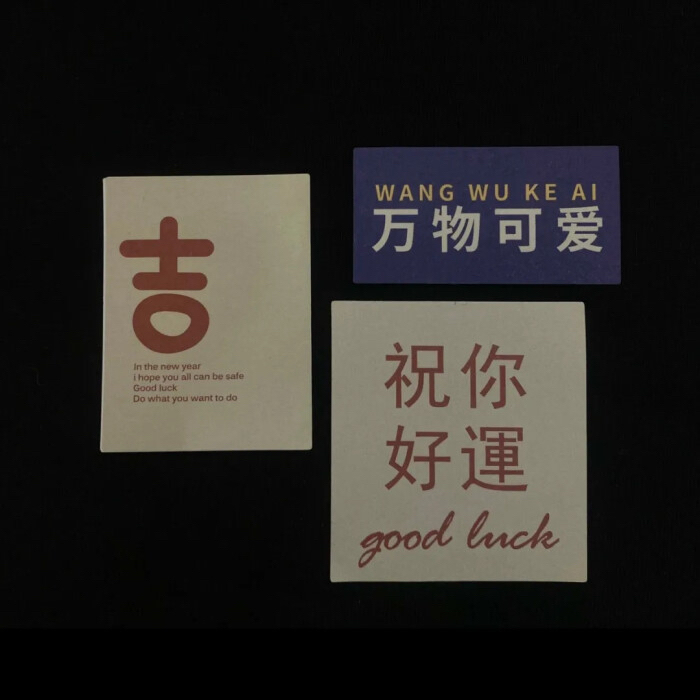 吉
In the new year
i hope you all can be safe
Good luck
Do what you want to do
WANG WU KE AI
万物可爱
祝你
好運
good luck